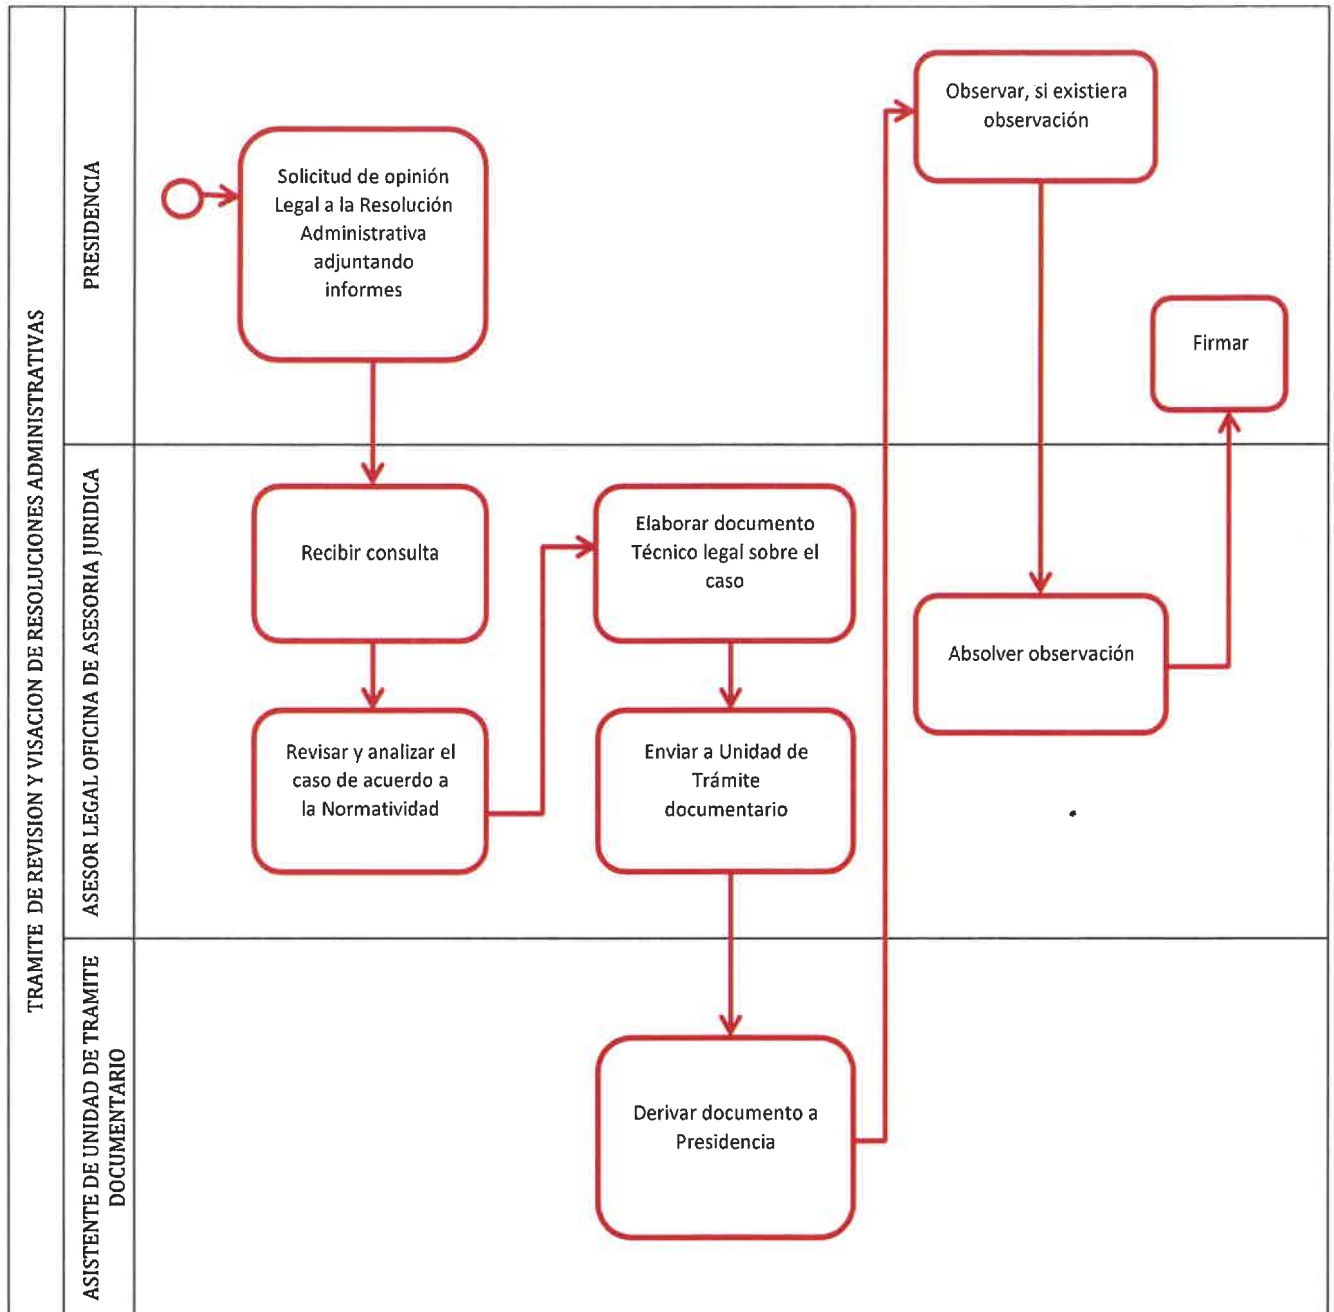 TRAMITE DE REVISION Y VISACION DE RESOLUCIONES ADMINISTRATIVAS
PRESIDENCIA
Solicitud de opinión
Legal a la Resolución
Administrativa
adjuntando
informes
Observar, si existiera
observación
Firmar
ASESOR LEGAL OFICINA DE ASESORIA JURIDICA
Recibir consulta
Revisar y analizar el
caso de acuerdo a
la Normatividad
Elaborar documento
Técnico legal sobre el
caso
Enviar a Unidad de
Trámite
documentario
Absolver observación
ASISTENTE DE UNIDAD DE TRAMITE
DOCUMENTARIO
Derivar documento a
Presidencia